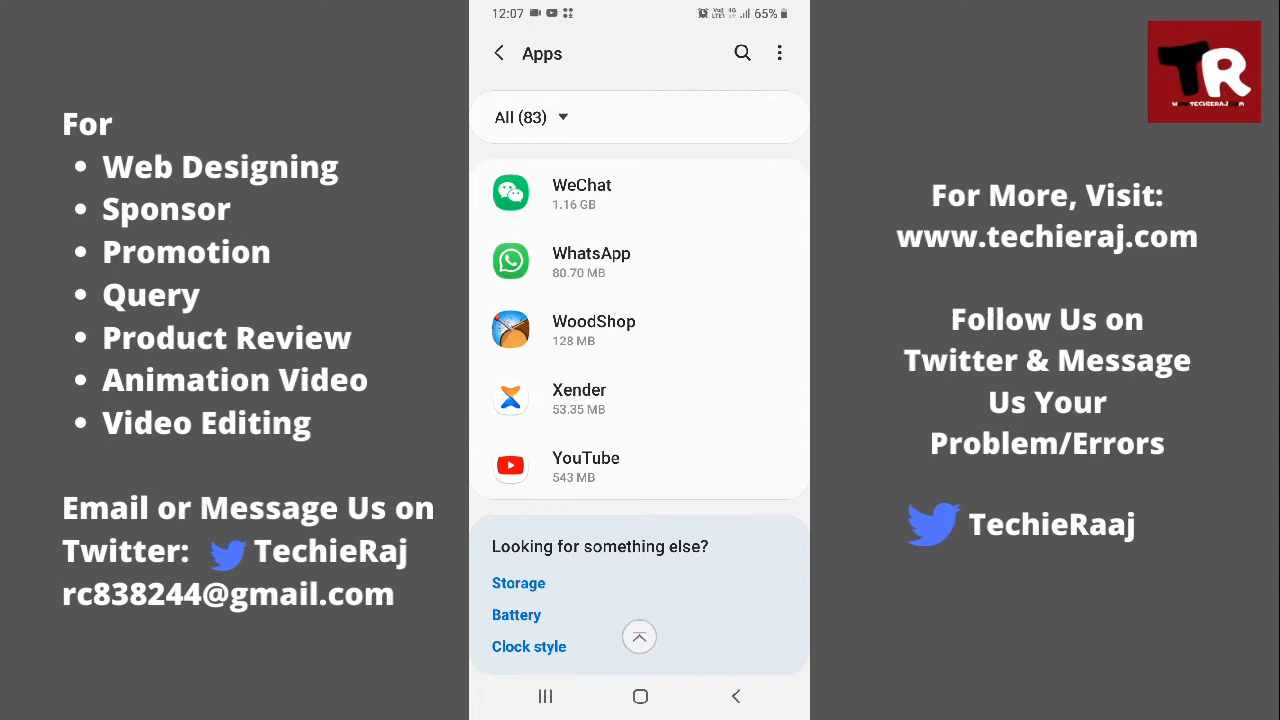 For
• Web Designing
• Sponsor
• Promotion
• Query
• Product Review
• Animation Video
• Video Editing
Email or Message Us on
Twitter: TechieRaj
rc838244@gmail.com
12:07
65%
Apps
All (83)
WeChat
1.16 GB
WhatsApp
80.70 MB
WoodShop
128 MB
Xender
53.35 MB
YouTube
543 MB
Looking for something else?
Storage
Battery
Clock style
TR
WWW.TECHIERAJ.COM
For More, Visit:
www.techieraj.com
Follow Us on
Twitter & Message
Us Your
Problem/Errors
TechieRaaj